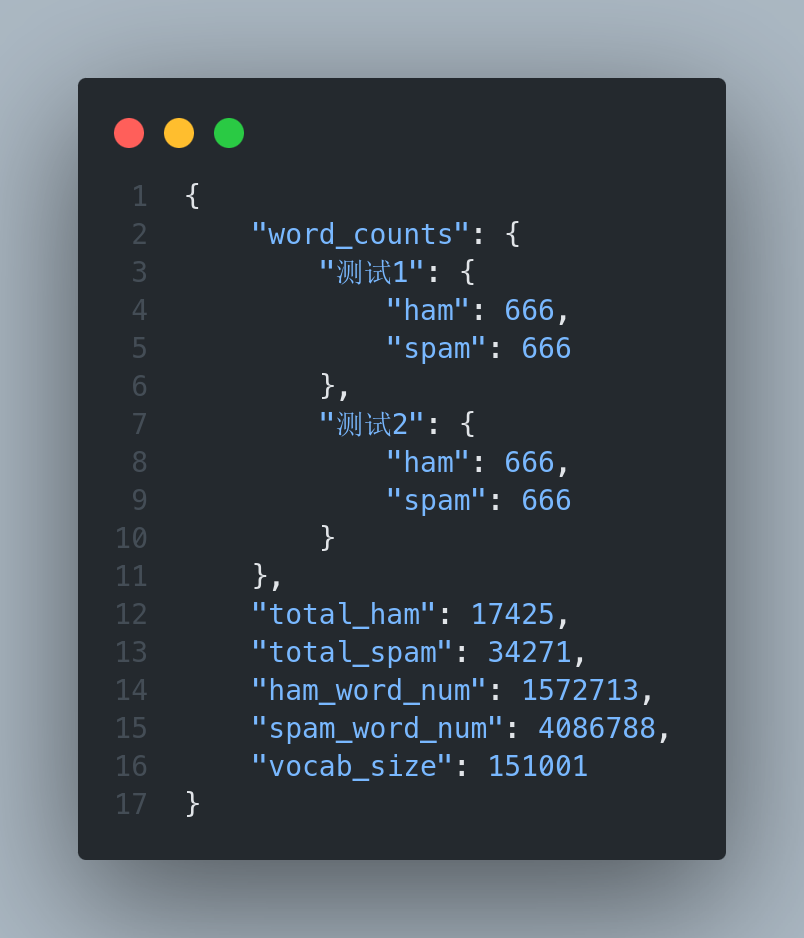 1 {
2     "word_counts": {
3         "测试1": {
4             "ham": 666,
5             "spam": 666
6         },
7         "测试2": {
8             "ham": 666,
9             "spam": 666
10         }
11     },
12     "total_ham": 17425,
13     "total_spam": 34271,
14     "ham_word_num": 1572713,
15     "spam_word_num": 4086788,
16     "vocab_size": 151001
17 }